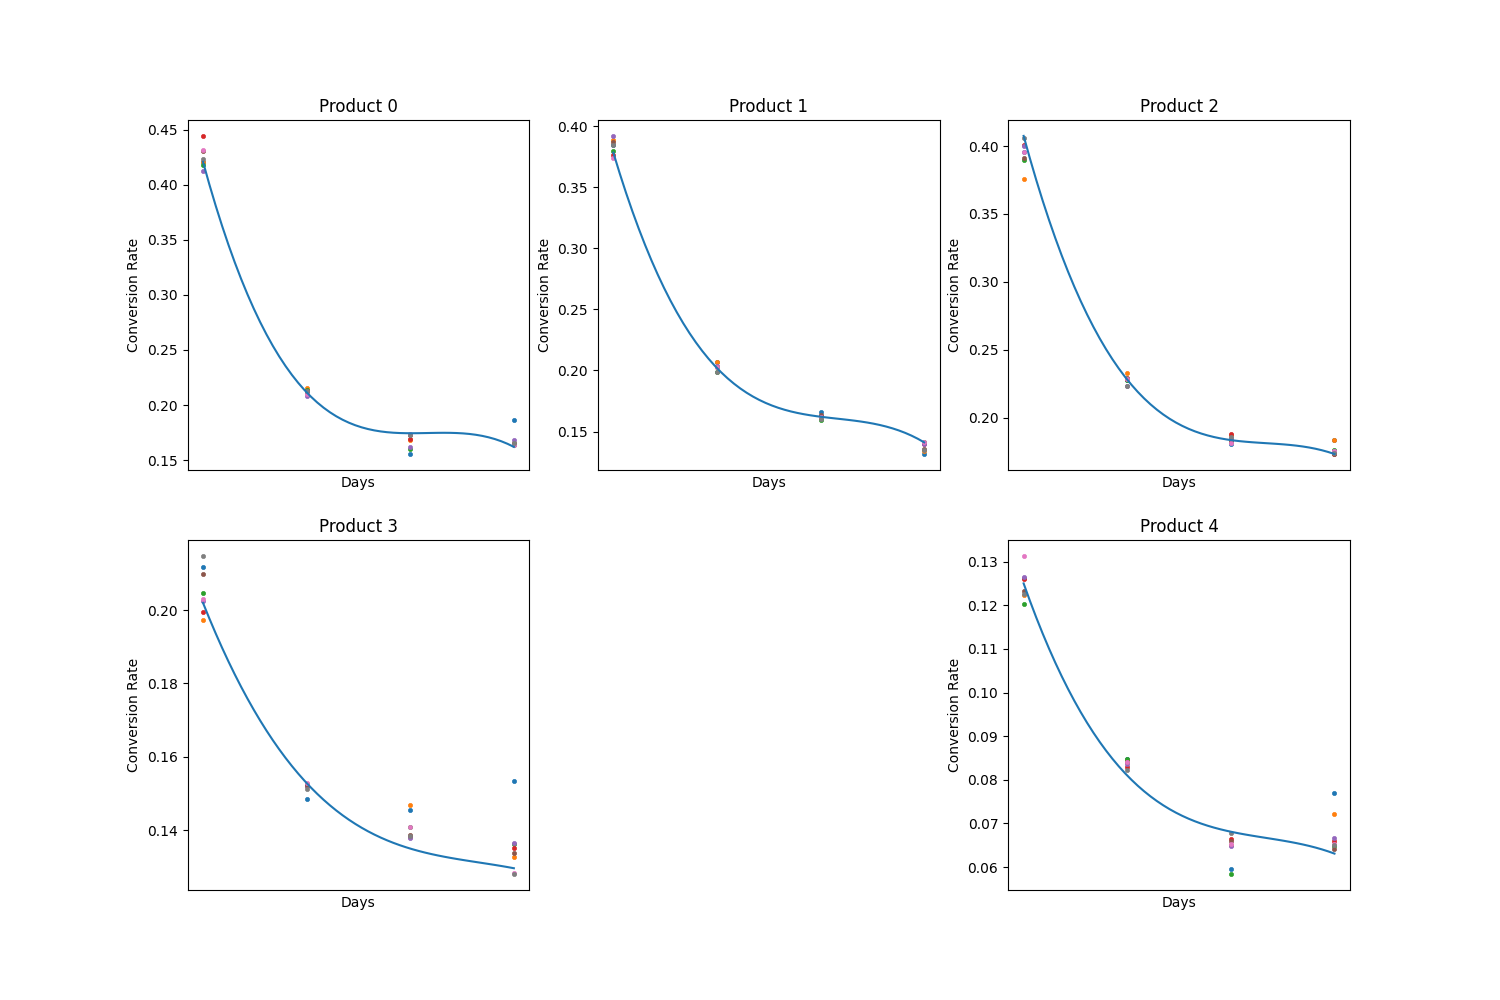 Product 0
Product 1
Product 2
0.45
0.40
0.35
0.30
0.25
0.20
0.15
Conversion Rate
Days
0.40
0.35
0.30
0.25
0.20
0.15
Conversion Rate
Days
0.40
0.35
0.30
0.25
0.20
Conversion Rate
Days
Product 3
Product 4
0.20
0.18
0.16
0.14
Conversion Rate
Days
0.13
0.12
0.11
0.10
0.09
0.08
0.07
0.06
Conversion Rate
Days